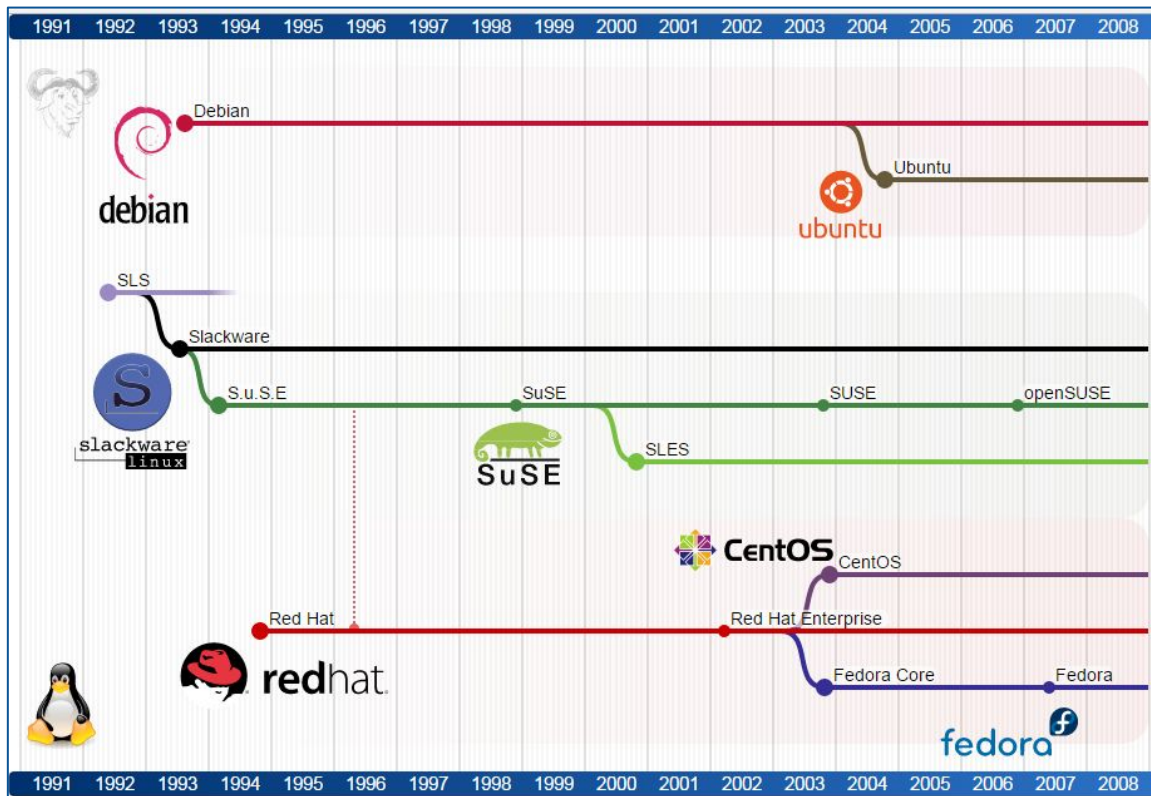 1991 1992 1993 1994 1995 1996 1997 1998 1999 2000 2001 2002 2003 2004 2005 2006 2007 2008
Debian
debian
Ubuntu
ubuntu
SLS
Slackware
S
slackware
linux
S.u.S.E
SuSE
SUSE
openSUSE
SuSE
SLES
CentOS
CentOS
Red Hat
Red Hat Enterprise
redhat.
Fedora Core
Fedora
fedora
1991 1992 1993 1994 1995 1996 1997 1998 1999 2000 2001 2002 2003 2004 2005 2006 2007 2008